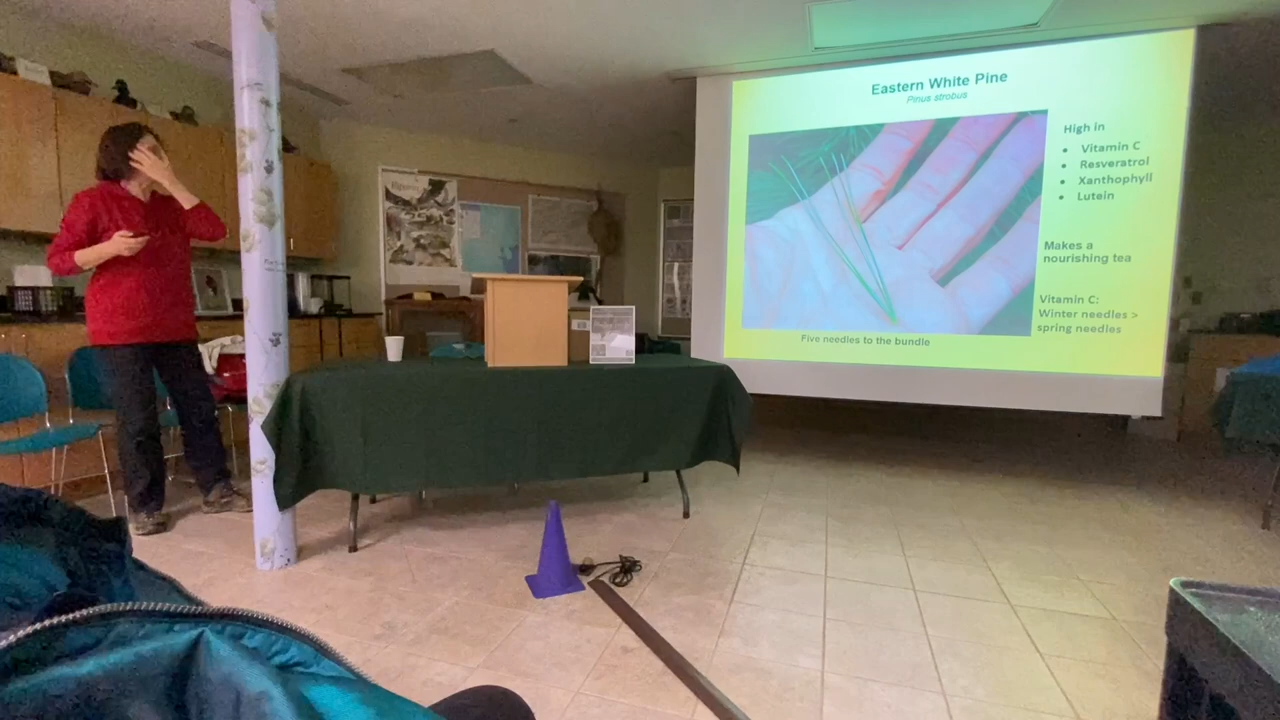 Eastern White Pine
Pinus strobus
High in
• Vitamin C
• Resveratrol
• Xanthophyll
• Lutein
Makes a
nourishing tea
Vitamin C:
Winter needles >
spring needles
Five needles to the bundle